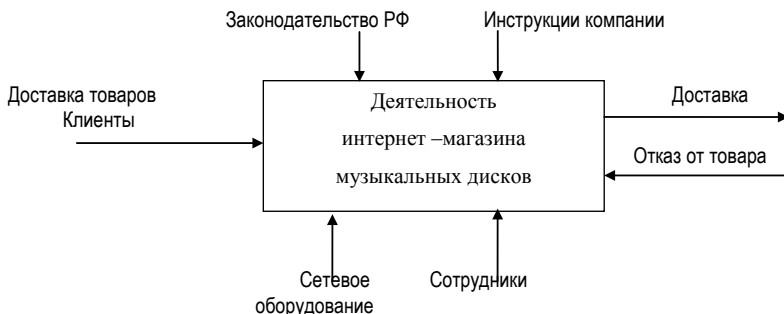 Законодательство РФ
Инструкции компании
Доставка товаров
Клиенты
Деятельность
интернет –магазина
музыкальных дисков
Доставка
Отказ от товара
Сетевое
оборудование
Сотрудники